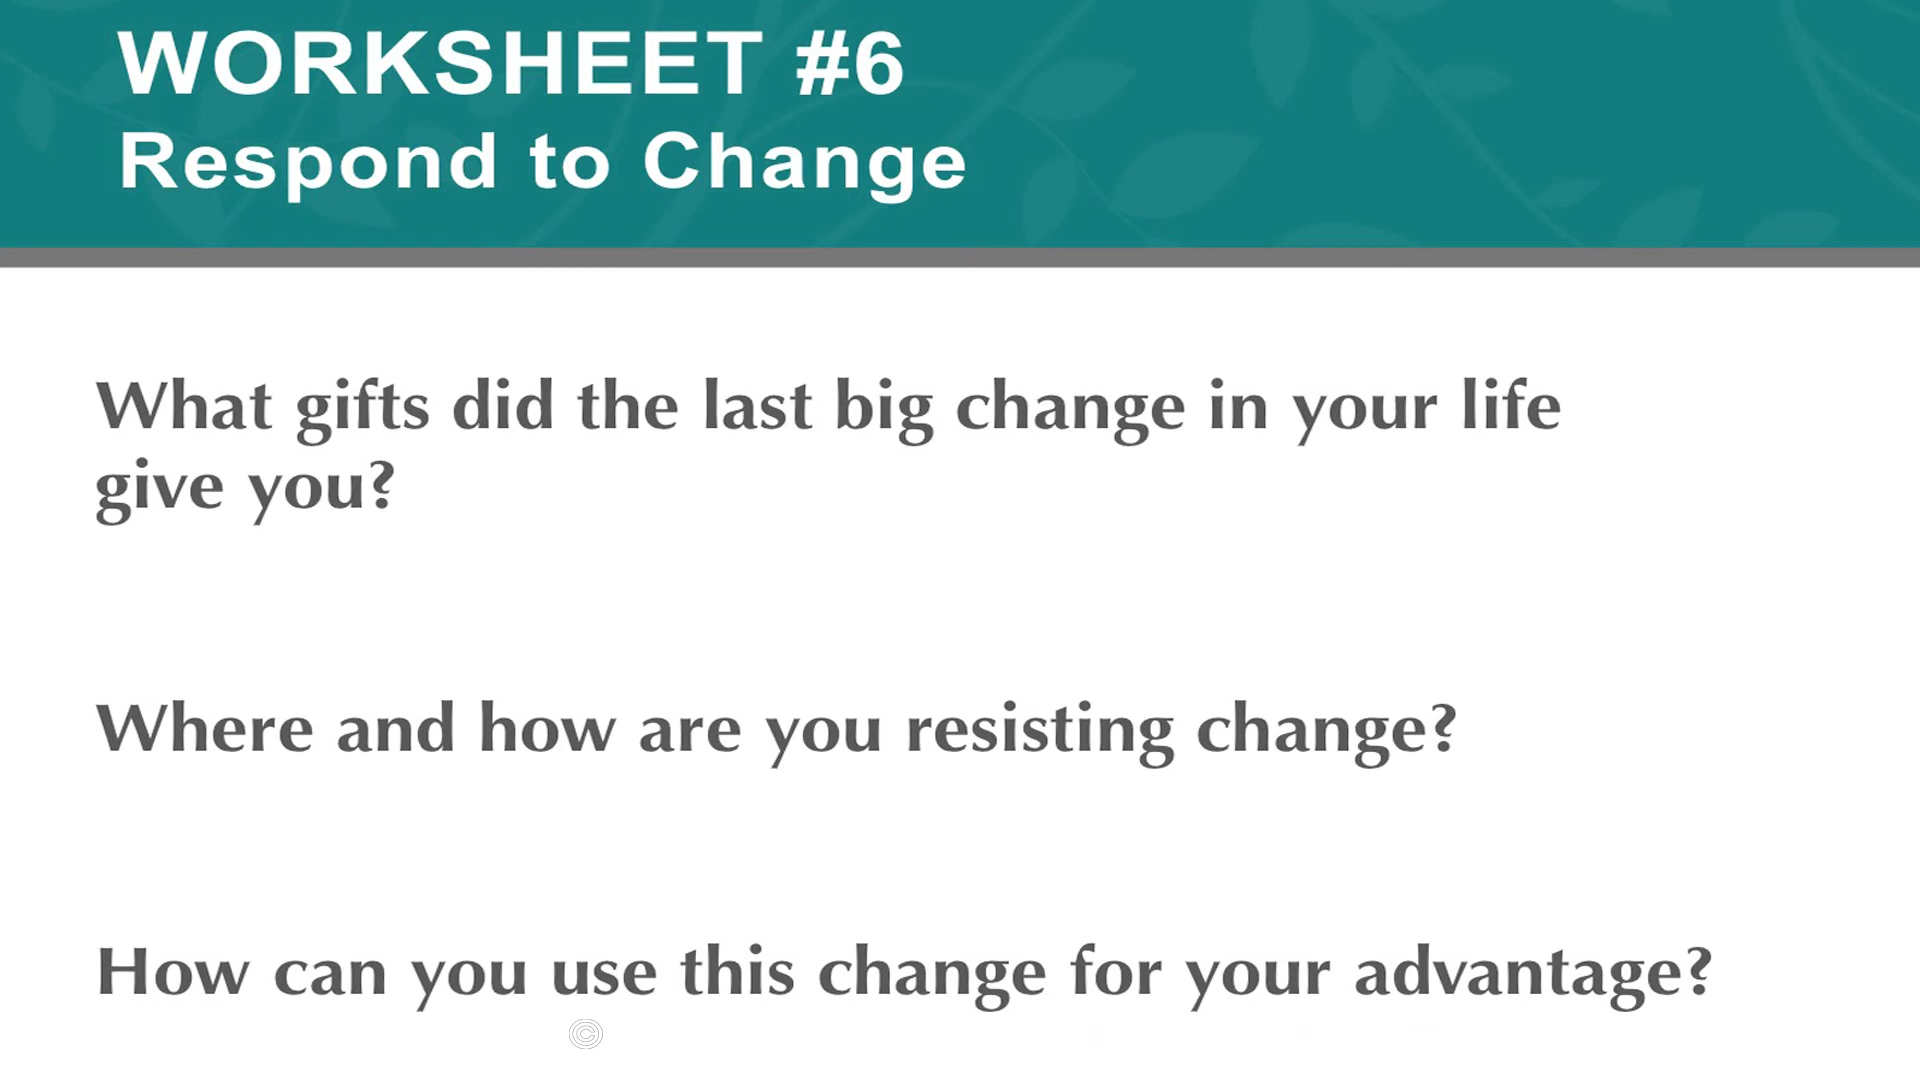 WORKSHEET #6
Respond to Change
What gifts did the last big change in your life
give you?
Where and how are you resisting change?
How can you use this change for your advantage?
©